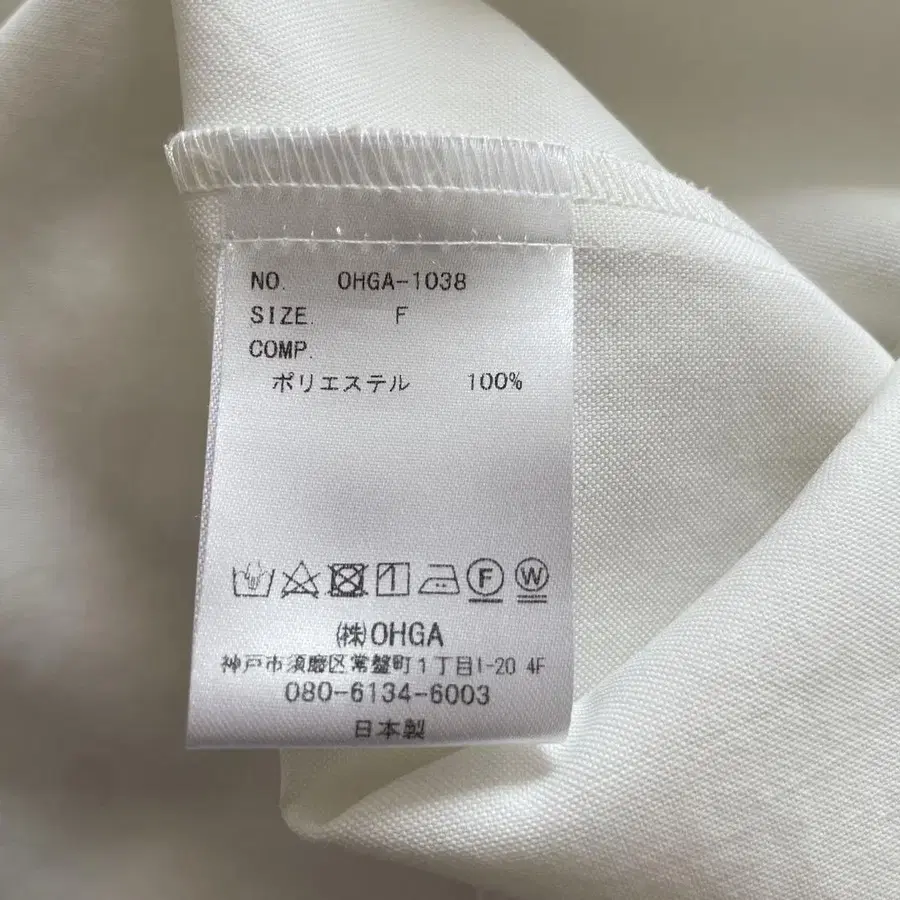 NO. OHGA-1038
SIZE. F
COMP.
ポリエステル 100%
F W
㈱OHGA
神戸市須磨区常盤町1丁目1-20 4F
080-6134-6003
日本製